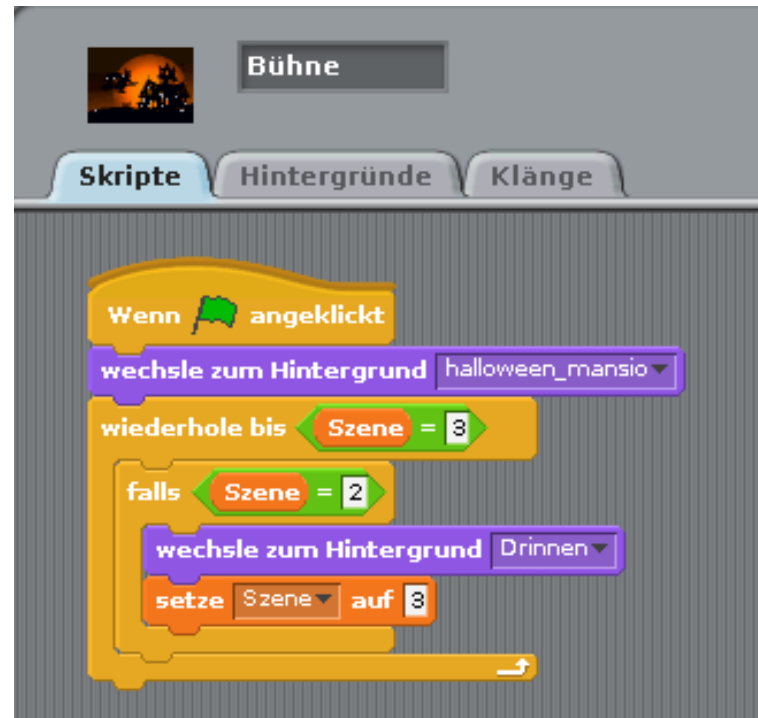 Bühne
Skripte Hintergründe Klänge
Wenn angeklickt
wechsle zum Hintergrund halloween_mansio
wiederhole bis Szene = 3
falls Szene = 2
wechsle zum Hintergrund Drinnen
setze Szene auf 3